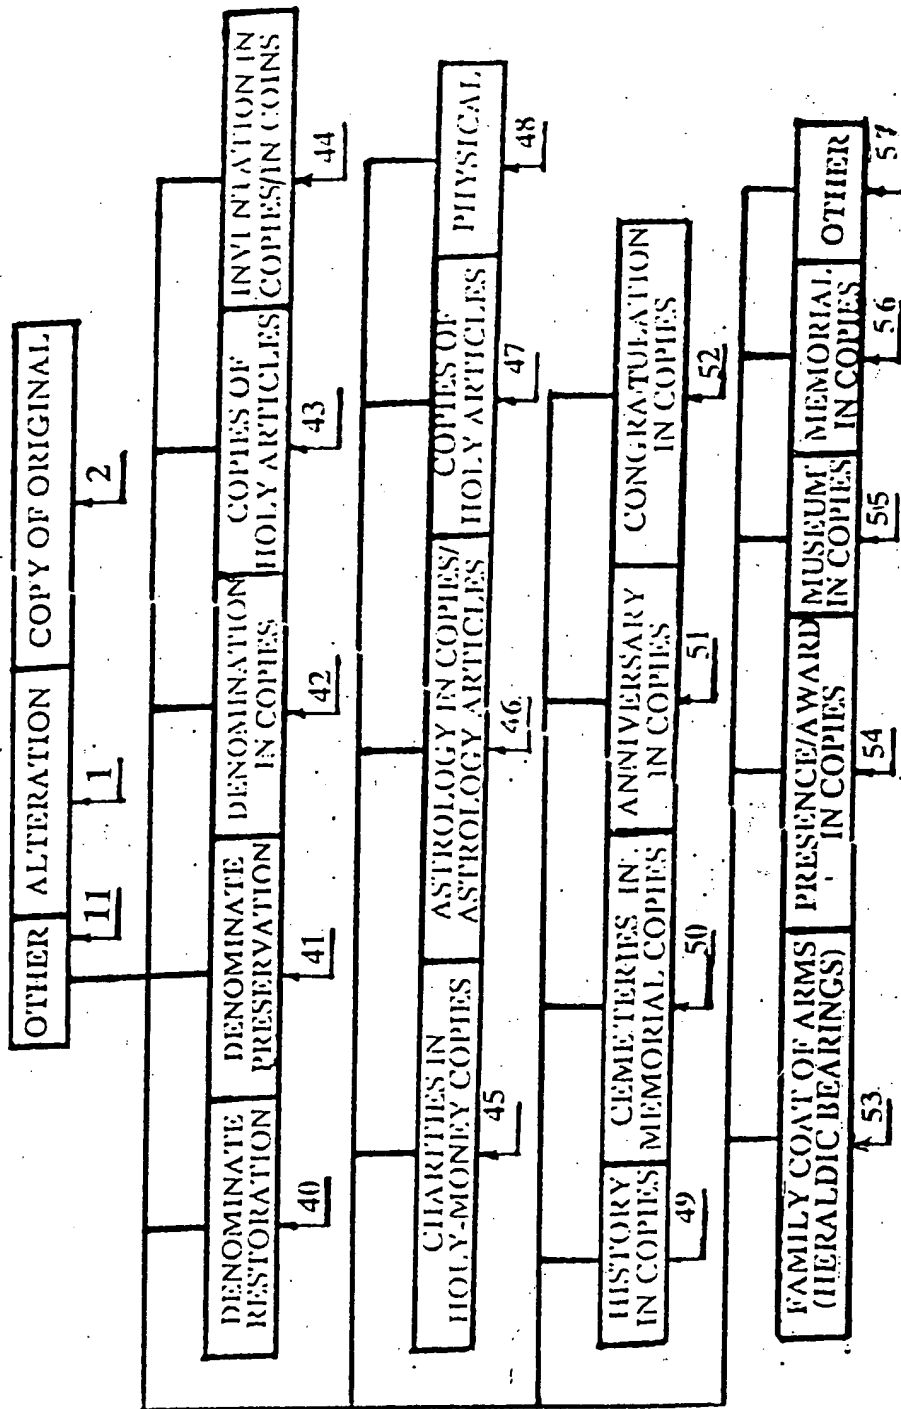 OTHER
ALTERATION
COPY OF ORIGINAL
11
1
2
DENOMINATE
RESTORATION
DENOMINATE
PRESERVATION
DENOMINATION
IN COPIES
COPIES OF
HOLY ARTICLES
INVENTATION IN
COPIES/IN COINS
40
41
42
43
44
CHARITIES IN
HOLY-MONEY COPIES
ASTROLOGY IN COPIES/
ASTROLOGY ARTICLES
COPIES OF
HOLY ARTICLES
PHYSICAL
45
46
47
48
HISTORY
IN COPIES
CEMETERIES IN
MEMORIAL COPIES
ANNIVERSARY
IN COPIES
CONGRATULATION
IN COPIES
49
50
51
52
FAMILY COAT OF ARMS
(HERALDIC BEARINGS)
PRESENCE/AWARD
IN COPIES
MUSEUM
IN COPIES
MEMORIAL
IN COPIES
OTHER
53
54
55
56
57